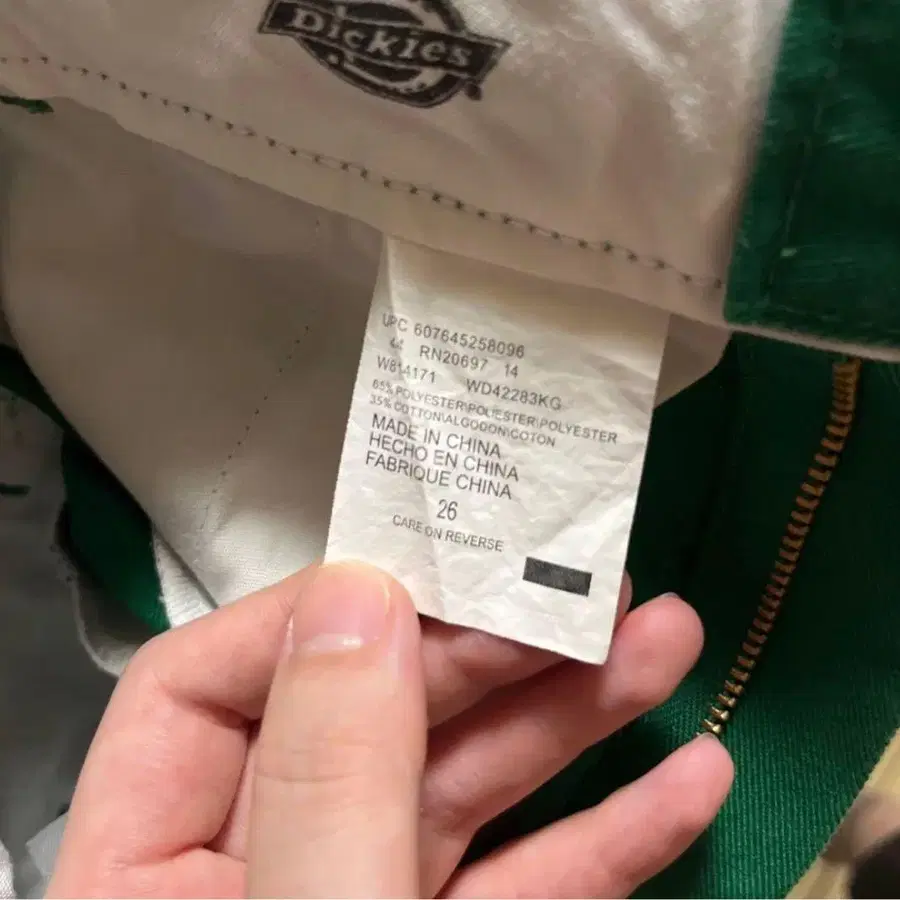 Dickies
UPC 607645258096
RN20697 14
W814171 WD42283KG
65% POLYESTER\POLIESTER\POLYESTER
35% COTTON\ALGODON\COTON
MADE IN CHINA
HECHO EN CHINA
FABRIQUE CHINA
26
CARE ON REVERSE